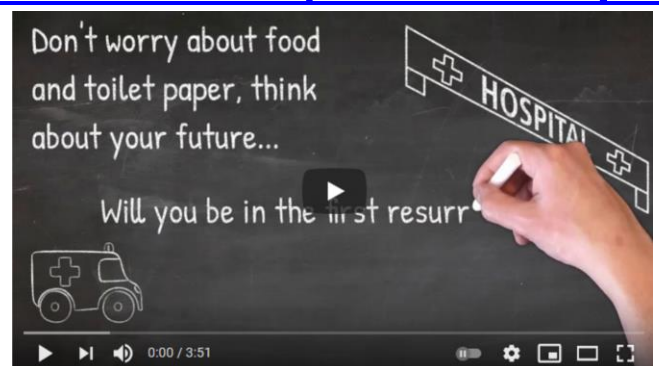 Don't worry about food
and toilet paper, think
about your future...
HOSPITAL
Will you be in the first resurr
0:00 / 3:51